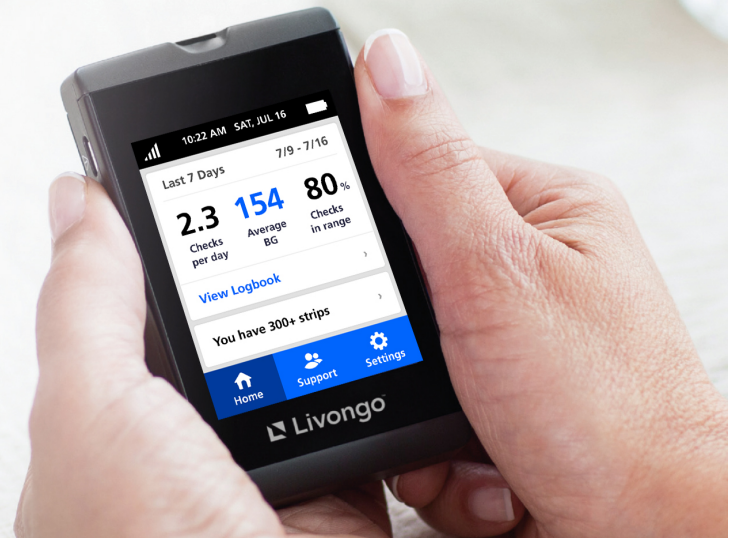 10:22 AM SAT, JUL 16
Last 7 Days 7/9 - 7/16
2.3 154 80%
Checks per day
Average BG
Checks in range
View Logbook
You have 300+ strips
Home Support Settings
Livongo